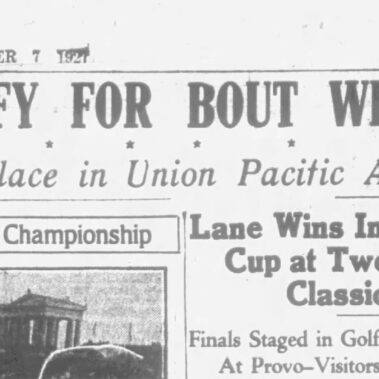 ER 7 1927
FY FOR BOUT WI
lace in Union Pacific A
Championship
Lane Wins In
Cup at Twe
Classic
Finals Staged in Golf
At Provo–Visitors